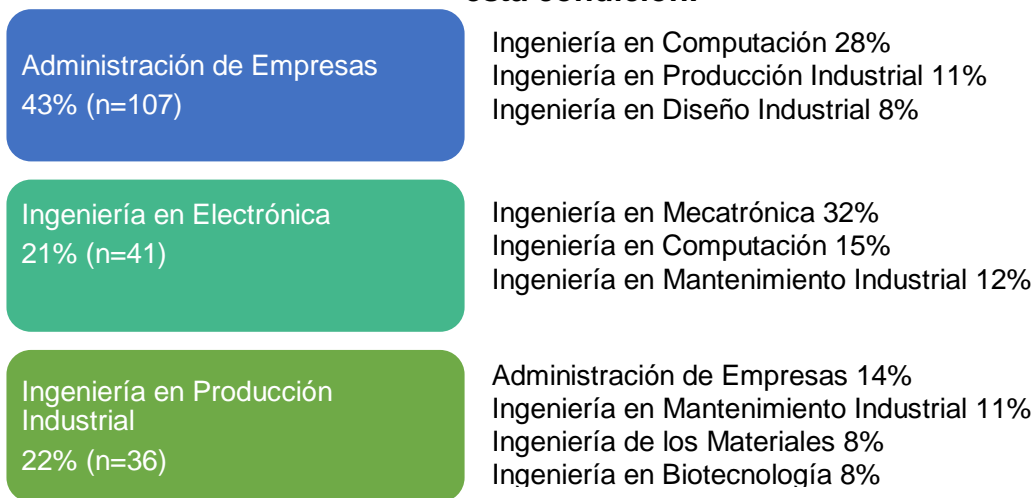 esta condición.
Administración de Empresas
43% (n=107)
Ingeniería en Computación 28%
Ingeniería en Producción Industrial 11%
Ingeniería en Diseño Industrial 8%
Ingeniería en Electrónica
21% (n=41)
Ingeniería en Mecatrónica 32%
Ingeniería en Computación 15%
Ingeniería en Mantenimiento Industrial 12%
Ingeniería en Producción
Industrial
22% (n=36)
Administración de Empresas 14%
Ingeniería en Mantenimiento Industrial 11%
Ingeniería de los Materiales 8%
Ingeniería en Biotecnología 8%